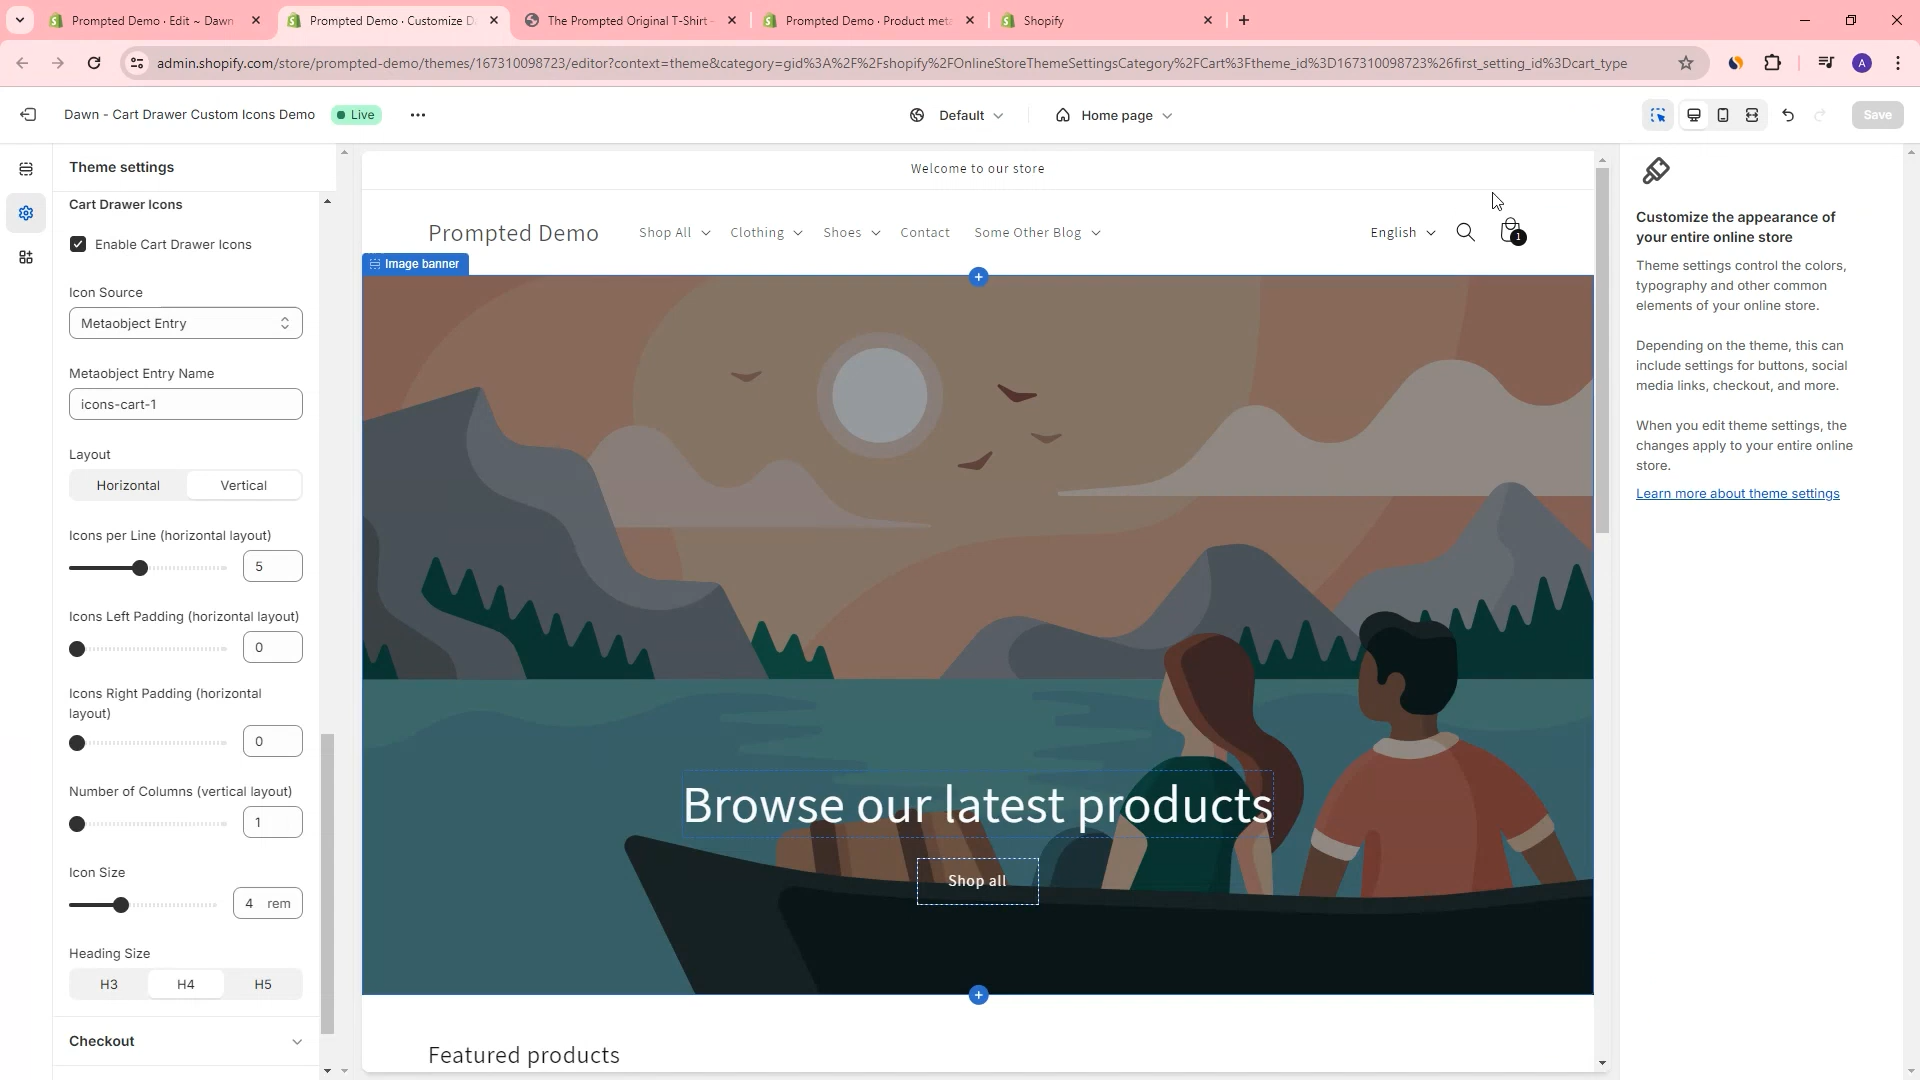 Prompted Demo · Edit ~ Dawn
Prompted Demo · Customize D
The Prompted Original T-Shirt -
Prompted Demo · Product meta
Shopify
admin.shopify.com/store/prompted-demo/themes/167310098723/editor?context=theme&category=gid%3A%2F%2Fshopify%2FOnlineStoreThemeSettingsCategory%2FCart%3Ftheme_id%3D167310098723%26first_setting_id%3Dcart_type
A
Dawn - Cart Drawer Custom Icons Demo
Live
Default
Home page
Save
Theme settings
Cart Drawer Icons
Enable Cart Drawer Icons
Icon Source
Metaobject Entry
Metaobject Entry Name
icons-cart-1
Layout
Horizontal
Vertical
Icons per Line (horizontal layout)
5
Icons Left Padding (horizontal layout)
0
Icons Right Padding (horizontal
layout)
0
Number of Columns (vertical layout)
1
Icon Size
4 rem
Heading Size
H3
H4
H5
Checkout
Welcome to our store
Prompted Demo
Shop All
Clothing
Shoes
Contact
Some Other Blog
English
1
Image banner
Browse our latest products
Shop all
Featured products
Customize the appearance of
your entire online store
Theme settings control the colors,
typography and other common
elements of your online store.
Depending on the theme, this can
include settings for buttons, social
media links, checkout, and more.
When you edit theme settings, the
changes apply to your entire online
store.
Learn more about theme settings